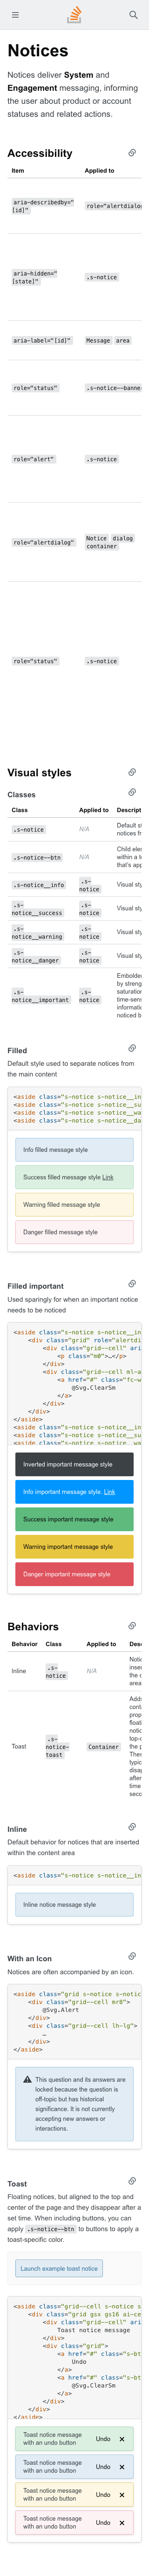 Notices
Notices deliver System and
Engagement messaging, informing
the user about product or account
statuses and related actions.
Accessibility
Item Applied to
aria-describedby="
[id]" role="alertdialog
aria-hidden="
[state]" .s-notice
aria-label="[id]" Message area
role="status" .s-notice--banne
role="alert" .s-notice
role="alertdialog" Notice dialog
container
role="status" .s-notice
Visual styles
Classes
Class Applied to Descript
.s-notice N/A Default st
notices fr
.s-notice--btn N/A Child elem
within a l
that's app
.s-notice__info .s-
notice Visual sty
.s-
notice__success .s-
notice Visual sty
.s-
notice__warning .s-
notice Visual sty
.s-
notice__danger .s-
notice Visual sty
.s-
notice__important .s-
notice Embolden
by streng
saturatio
time-sens
informati
noticed b
Filled
Default style used to separate notices from
the main content
<aside class="s-notice s-notice__in
<aside class="s-notice s-notice__su
<aside class="s-notice s-notice__wa
<aside class="s-notice s-notice__da
Info filled message style
Success filled message style Link
Warning filled message style
Danger filled message style
Filled important
Used sparingly for when an important notice
needs to be noticed
<aside class="s-notice s-notice__im
<div class="grid" role="alertdi
<div class="grid--cell" ari
<p class="m0">…</p>
</div>
<div class="grid--cell ml-a
<a href="#" class="fc-w
@Svg.ClearSm
</a>
</div>
</div>
</aside>
<aside class="s-notice s-notice__in
<aside class="s-notice s-notice__su
<aside class="s-notice s-notice__wa
Inverted important message style
Info important message style. Link
Success important message style
Warning important message style
Danger important message style
Behaviors
Behavior Class Applied to Des
Inline .s-
notice N/A Notic
inser
the c
area
Toast .s-
notice-
toast Container Adds
conta
prop
float
notic
top-c
the p
Thes
typic
disap
after
time
seco
Inline
Default behavior for notices that are inserted
within the content area
<aside class="s-notice s-notice__in
Inline notice message style
With an Icon
Notices are often accompanied by an icon.
<aside class="grid s-notice s-notic
<div class="grid--cell mr8">
@Svg.Alert
</div>
<div class="grid--cell lh-lg">
…
</div>
</aside>
This question and its answers are
locked because the question is
off-topic but has historical
significance. It is not currently
accepting new answers or
interactions.
Toast
Floating notices, but aligned to the top and
center of the page and they disappear after a
set time. When including buttons, you can
apply .s-notice--btn to buttons to apply a
toast-specific color.
Launch example toast notice
<aside class="grid--cell s-notice s
<div class="grid gsx gs16 ai-ce
<div class="grid--cell" rol
Toast notice message
</div>
<div class="grid">
<a href="#" class="s-bt
Undo
</a>
<a href="#" class="s-bt
@Svg.ClearSm
</a>
</div>
</div>
</aside>
Toast notice message
with an undo button Undo
Toast notice message
with an undo button Undo
Toast notice message
with an undo button Undo
Toast notice message
with an undo button Undo